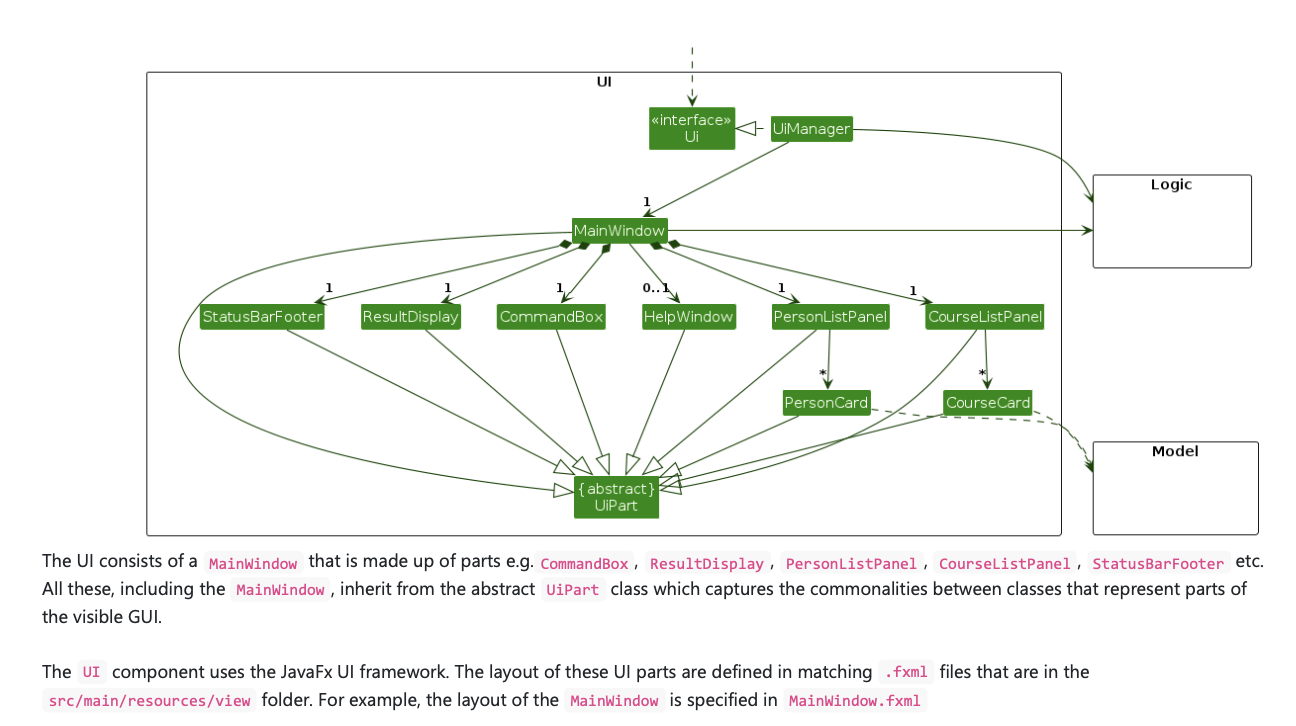 UI
«interface»
Ui
UiManager
Logic
1
MainWindow
1
1
1
0..1
1
1
StatusBarFooter
ResultDisplay
CommandBox
HelpWindow
PersonListPanel
CourseListPanel
*
*
PersonCard
CourseCard
Model
{abstract}
UiPart
The UI consists of a MainWindow that is made up of parts e.g. CommandBox , ResultDisplay , PersonListPanel , CourseListPanel , StatusBarFooter etc.
All these, including the MainWindow , inherit from the abstract UiPart class which captures the commonalities between classes that represent parts of
the visible GUI.
The UI component uses the JavaFx UI framework. The layout of these UI parts are defined in matching .fxml files that are in the
src/main/resources/view folder. For example, the layout of the MainWindow is specified in MainWindow.fxml